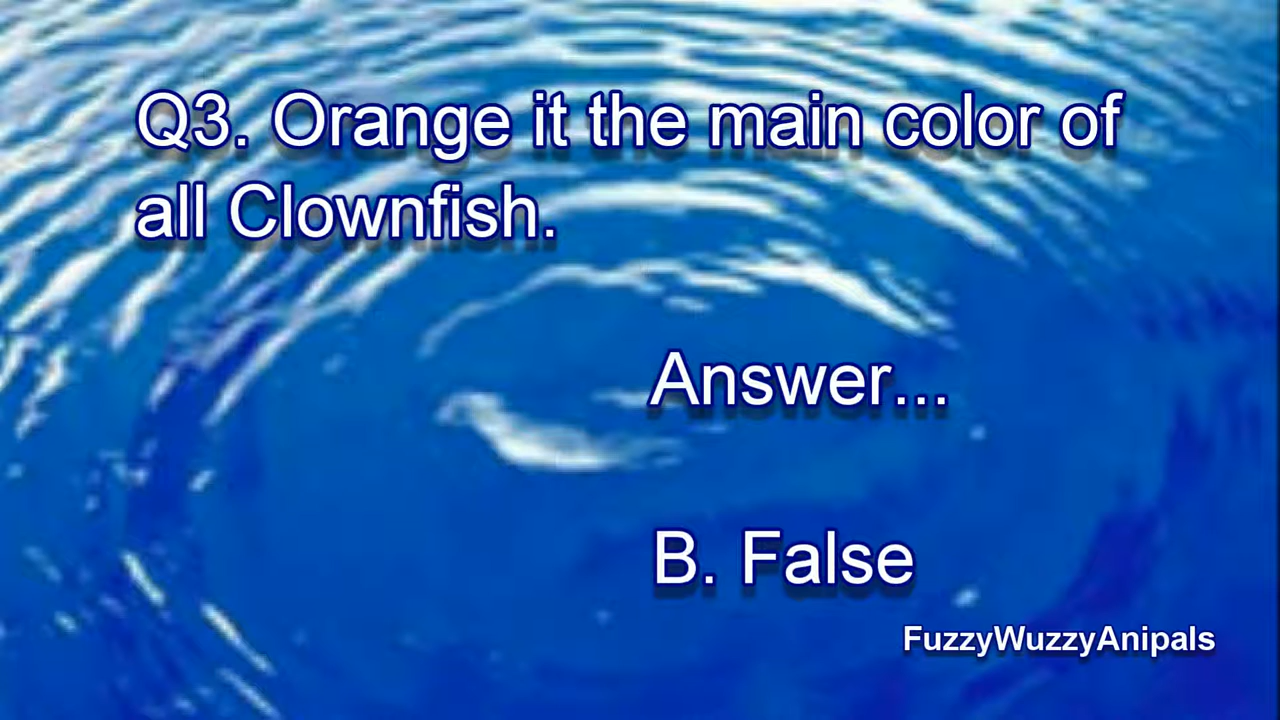 Q3. Orange it the main color of
all Clownfish.
Answer...
B. False
FuzzyWuzzyAnipals